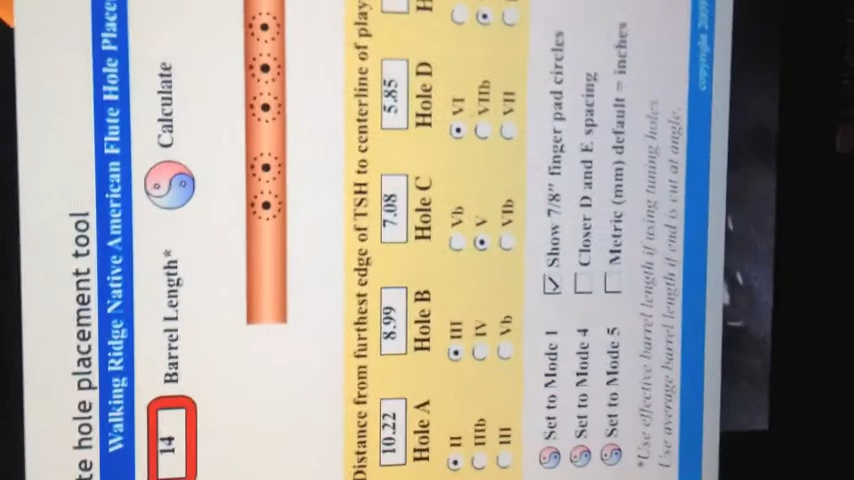 te hole placement tool
Walking Ridge Native American Flute Hole Place
14 Barrel Length* Calculate
Distance from furthest edge of TSH to centerline of play
10.22 8.99 7.08 5.85
Hole A Hole B Hole C Hole D H
II III Vb VI
IIIb IV V VIIb
III Vb VIb VII
Set to Mode 1 Show 7/8" finger pad circles
Set to Mode 4 Closer D and E spacing
Set to Mode 5 Metric (mm) default = inches
*Use effective barrel length if using tuning holes
Use average barrel length if end is cut at angle.
copyright 2009